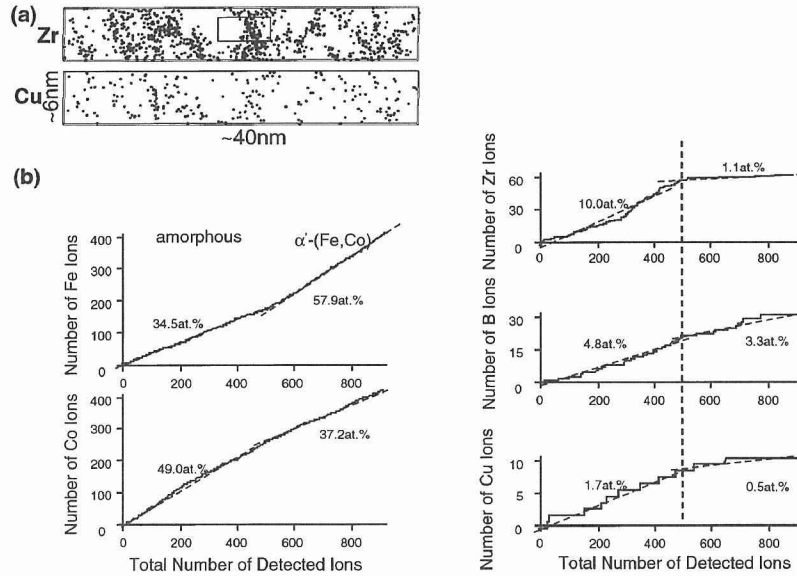 (a)
Zr
Cu
~6nm
~40nm
(b)
Number of Fe Ions
400
300
200
100
0
amorphous
α'-(Fe,Co)
34.5at.%
57.9at.%
0 200 400 600 800
Number of Co Ions
400
300
200
100
0
49.0at.%
37.2at.%
0 200 400 600 800
Total Number of Detected Ions
Number of Zr Ions
60
30
0
10.0at.%
1.1at.%
0 200 400 600 800
Number of B Ions
30
15
0
4.8at.%
3.3at.%
0 200 400 600 800
Number of Cu Ions
10
5
0
1.7at.%
0.5at.%
0 200 400 600 800
Total Number of Detected Ions